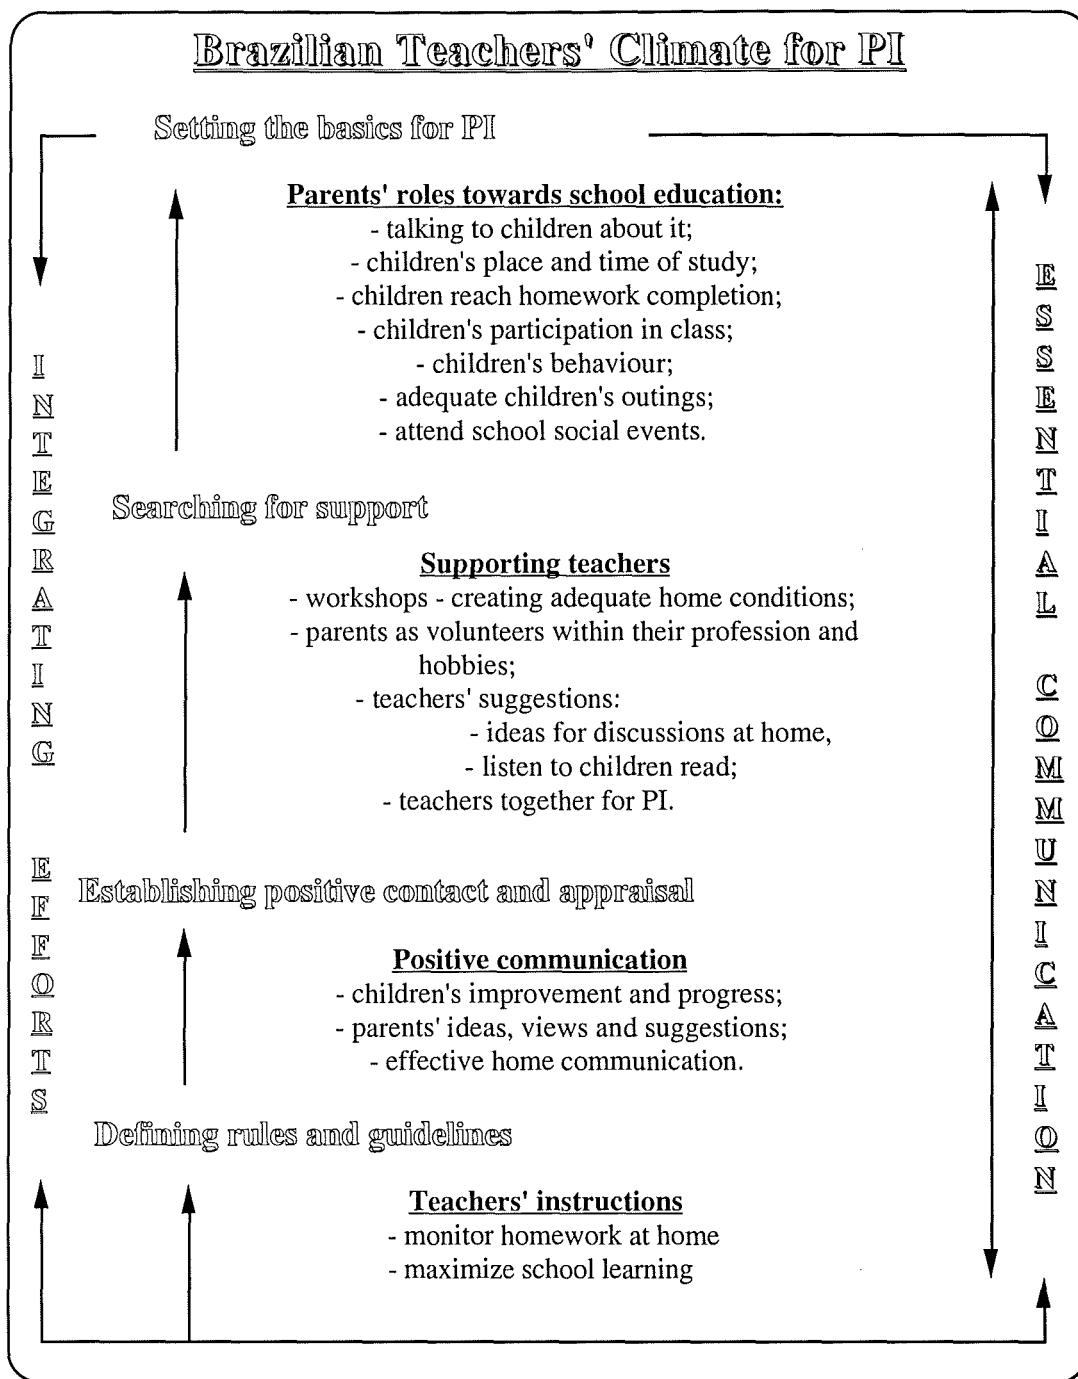 Brazilian Teachers' Climate for PI
Setting the basics for PI
Parents' roles towards school education:
- talking to children about it;
- children's place and time of study;
- children reach homework completion;
- children's participation in class;
- children's behaviour;
- adequate children's outings;
- attend school social events.
Searching for support
Supporting teachers
- workshops - creating adequate home conditions;
- parents as volunteers within their profession and
hobbies;
- teachers' suggestions:
- ideas for discussions at home,
- listen to children read;
- teachers together for PI.
Establishing positive contact and appraisal
Positive communication
- children's improvement and progress;
- parents' ideas, views and suggestions;
- effective home communication.
Defining rules and guidelines
Teachers' instructions
- monitor homework at home
- maximize school learning
INTEGRATING EFFORTS
ESSENTIAL COMMUNICATION